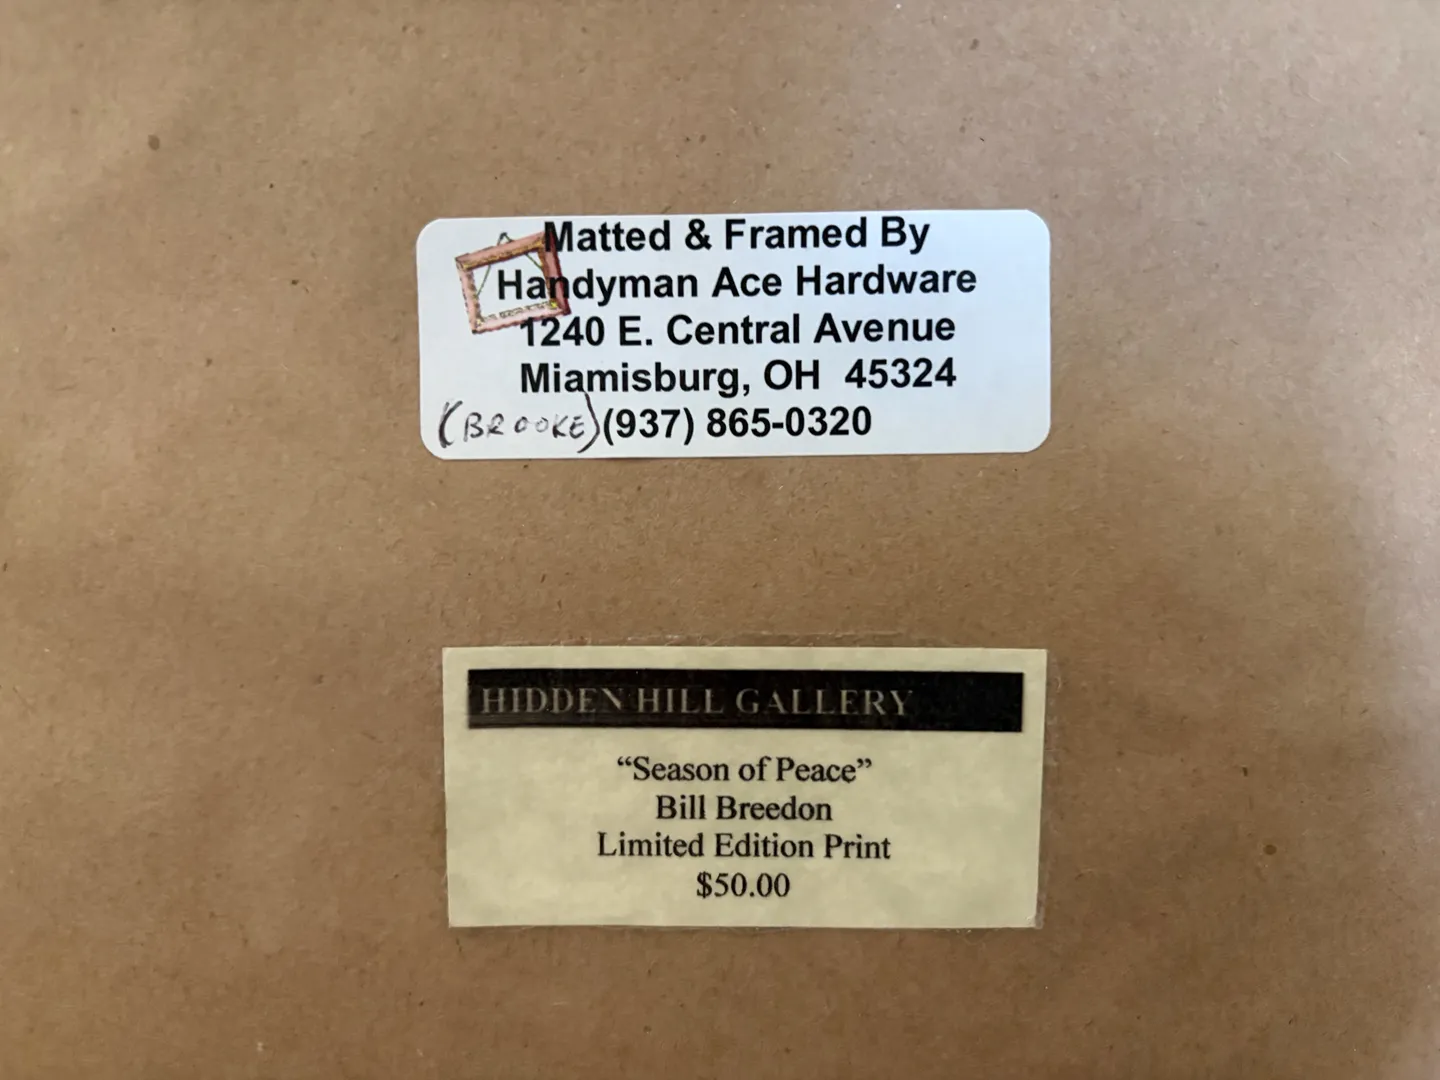 Matted & Framed By
Handyman Ace Hardware
1240 E. Central Avenue
Miamisburg, OH 45324
(BROOKE) (937) 865-0320
HIDDEN HILL GALLERY
“Season of Peace”
Bill Breedon
Limited Edition Print
$50.00